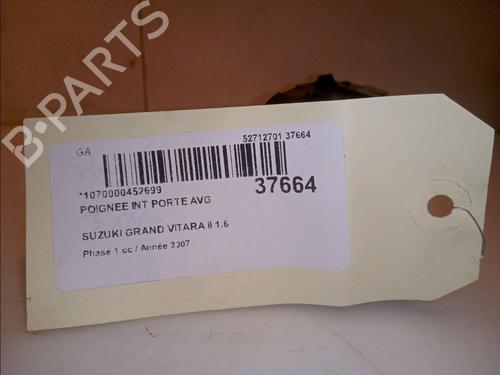 B-PARTS
GA
52712701 37664
*1070000452699
37664
POIGNEE INT PORTE AVG
SUZUKI GRAND VITARA II 1.6
Phase 1 cc / Année 2007